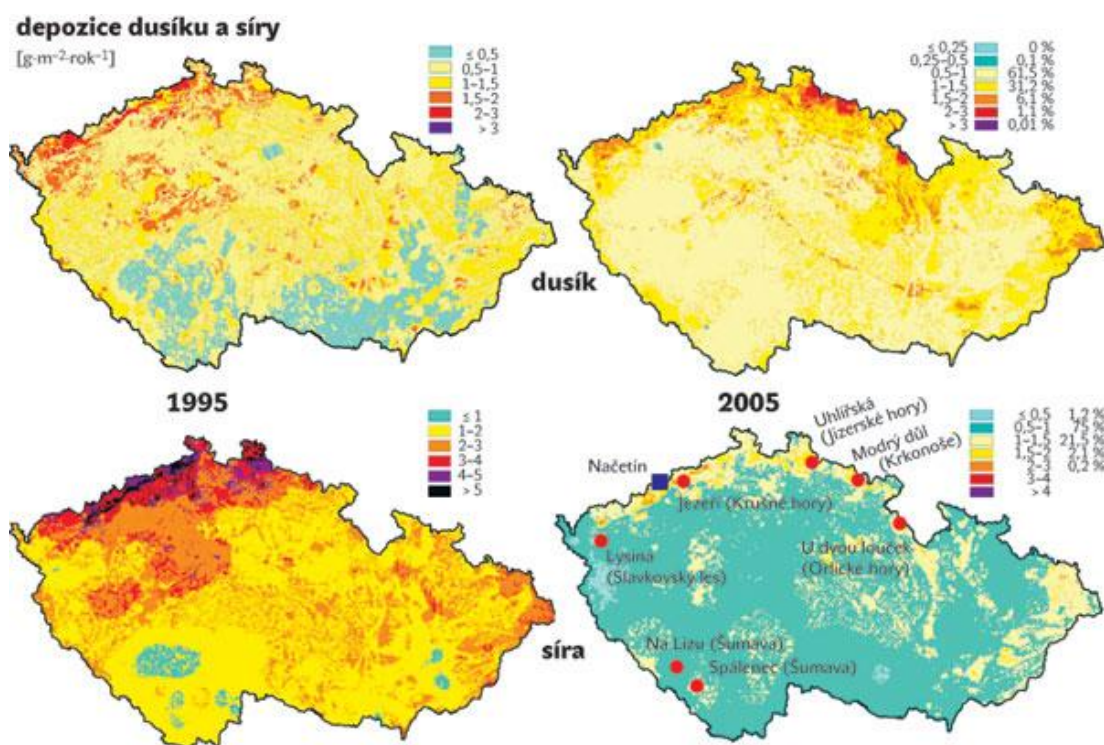 depozice dusíku a síry
[g·m⁻²·rok⁻¹]
≤ 0,5
0,5–1
1–1,5
1,5–2
2–3
> 3
≤ 0,25 0 %
0,25–0,5 0,1 %
0,5–1 61,5 %
1–1,5 31,2 %
1,5–2 6,1 %
2–3 1,1 %
> 3 0,01 %
dusík
1995
≤ 1
1–2
2–3
3–4
4–5
> 5
síra
2005
Uhlířská
(Jizerské hory)
Modrý důl
(Krkonoše)
≤ 0,5 1,2 %
0,5–1 75 %
1–1,5 21,5 %
1,5–2 2,1 %
2–3 0,2 %
3–4
> 4
Načetín
Jezeří (Krušné hory)
Lysina
(Slavkovský les)
U dvou louček
(Orlické hory)
Na Lizu (Šumava)
Spálenec (Šumava)